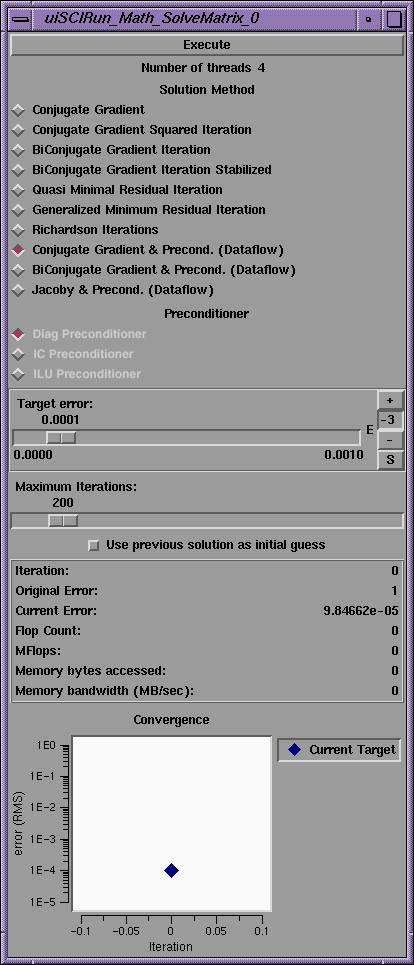 uiSCIRun_Math_SolveMatrix_0
Execute
Number of threads 4
Solution Method
Conjugate Gradient
Conjugate Gradient Squared Iteration
BiConjugate Gradient Iteration
BiConjugate Gradient Iteration Stabilized
Quasi Minimal Residual Iteration
Generalized Minimum Residual Iteration
Richardson Iterations
Conjugate Gradient & Precond. (Dataflow)
BiConjugate Gradient & Precond. (Dataflow)
Jacoby & Precond. (Dataflow)
Preconditioner
Diag Preconditioner
IC Preconditioner
ILU Preconditioner
Target error:
+
0.0001
E -3
-
0.0000 0.0010
S
Maximum Iterations:
200
Use previous solution as initial guess
Iteration: 0
Original Error: 1
Current Error: 9.84662e-05
Flop Count: 0
MFlops: 0
Memory bytes accessed: 0
Memory bandwidth (MB/sec): 0
Convergence
Current Target
error (RMS)
1E0
1E-1
1E-2
1E-3
1E-4
1E-5
-0.1 -0.05 0 0.05 0.1
Iteration